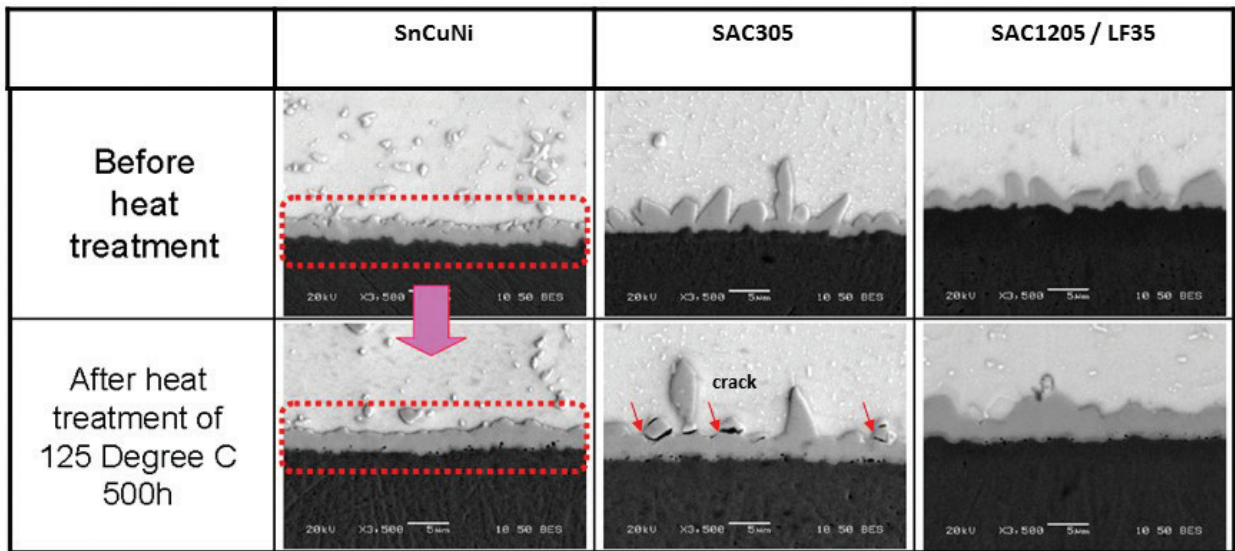 SnCuNi
SAC305
SAC1205 / LF35
Before
heat
treatment
20kV X3,500 5µm 10 50 BES
20kV X3,500 5µm 10 50 BES
20kV X3,500 5µm 10 50 BES
After heat
treatment of
125 Degree C
500h
20kV X3,500 5µm 10 50 BES
crack
20kV X3,500 5µm 10 50 BES
20kV X3,500 5µm 10 50 BES